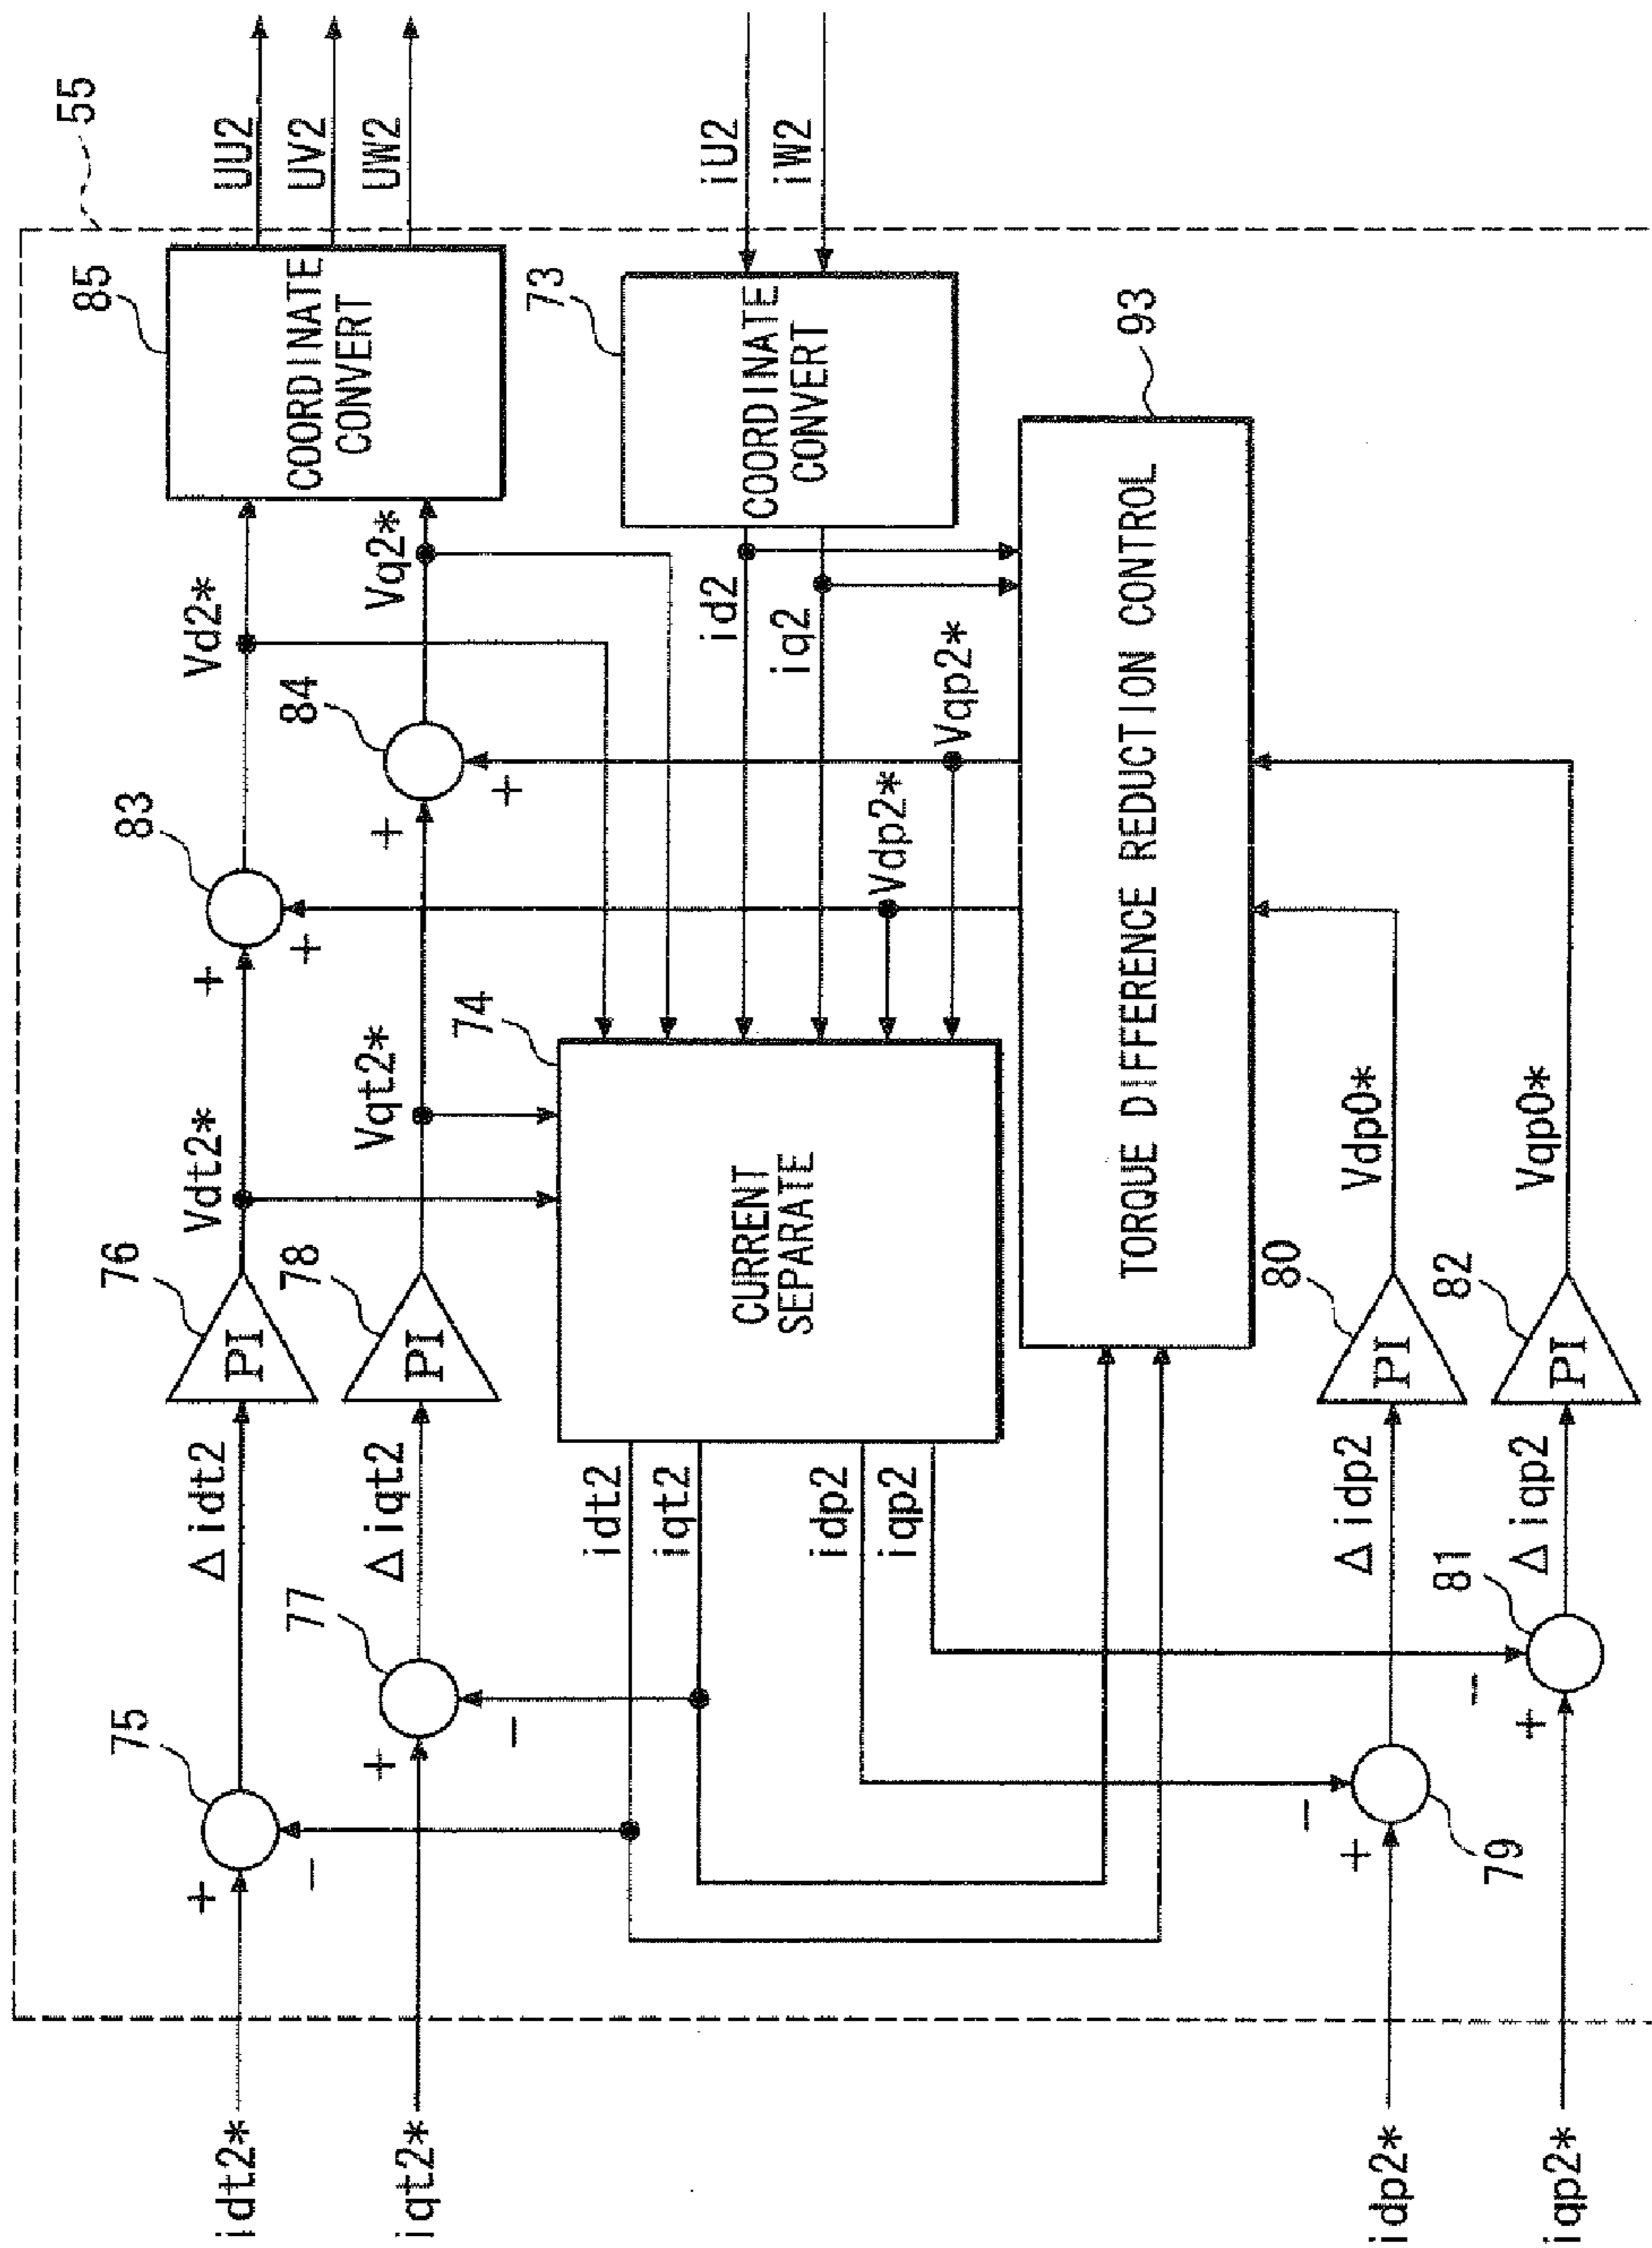 55
UU2
UV2
UW2
85
COORDINATE
CONVERT
iU2
iW2
73
COORDINATE
CONVERT
93
TORQUE DIFFERENCE REDUCTION CONTROL
Vd2*
Vq2*
id2
iq2
83
+
+
84
+
+
Vdp2*
Vqp2*
Vdt2*
Vqt2*
74
CURRENT
SEPARATE
76
PI
78
PI
80
PI
82
PI
Vdp0*
Vqp0*
Δidt2
Δiqt2
idt2
iqt2
idp2
iqp2
Δidp2
Δiqp2
75
+
-
77
+
-
79
+
-
81
+
-
idt2*
iqt2*
idp2*
iqp2*